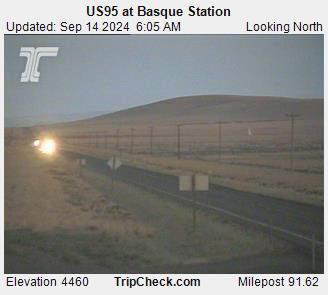 US95 at Basque Station
Updated: Sep 14 2024 6:05 AM Looking North
Elevation 4460 TripCheck.com Milepost 91.62